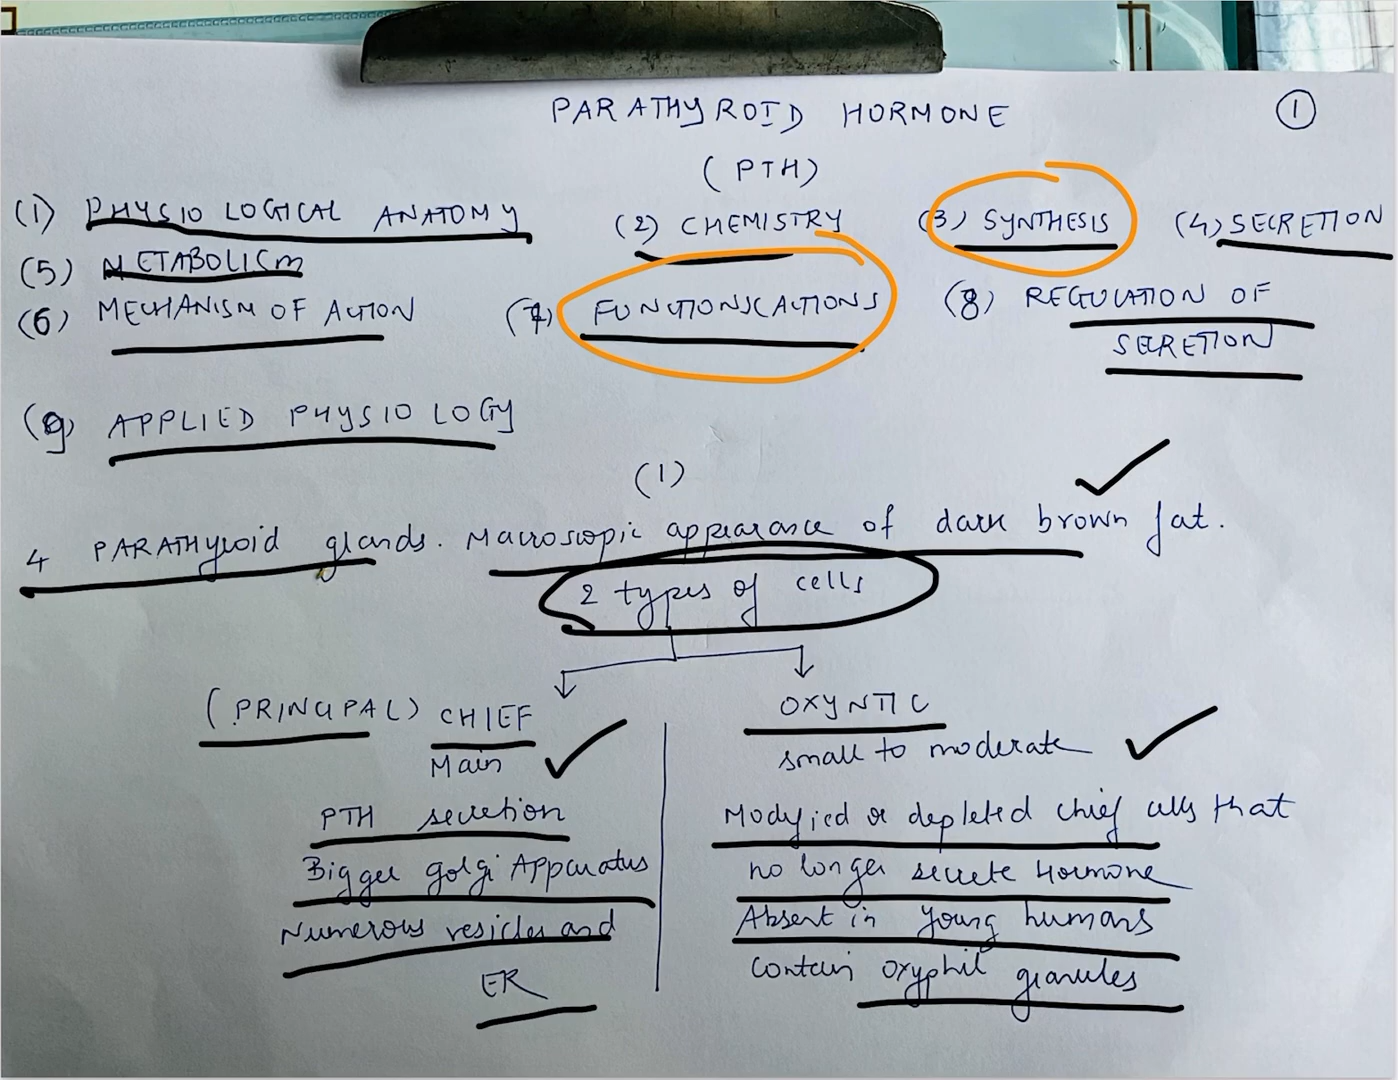 PARATHYROID HORMONE
1
(PTH)
(1) PHYSIOLOGICAL ANATOMY (2) CHEMISTRY (3) SYNTHESIS (4) SECRETION
(5) METABOLISM
(6) MECHANISM OF ACTION (7) FUNCTIONS(ACTIONS (8) REGULATION OF
SECRETION
(9) APPLIED PHYSIOLOGY
(1)
4 PARATHyroid glands. Macroscopic appearance of dark brown fat.
2 types of cells
(PRINCIPAL) CHIEF
Main
PTH secretion
Bigger golgi Apparatus
Numerous vesicles and
ER
OXYNTIC
small to moderate
Modified or depleted chief cells that
no longer secrete Hormone
Absent in young humans
contain oxyphil granules